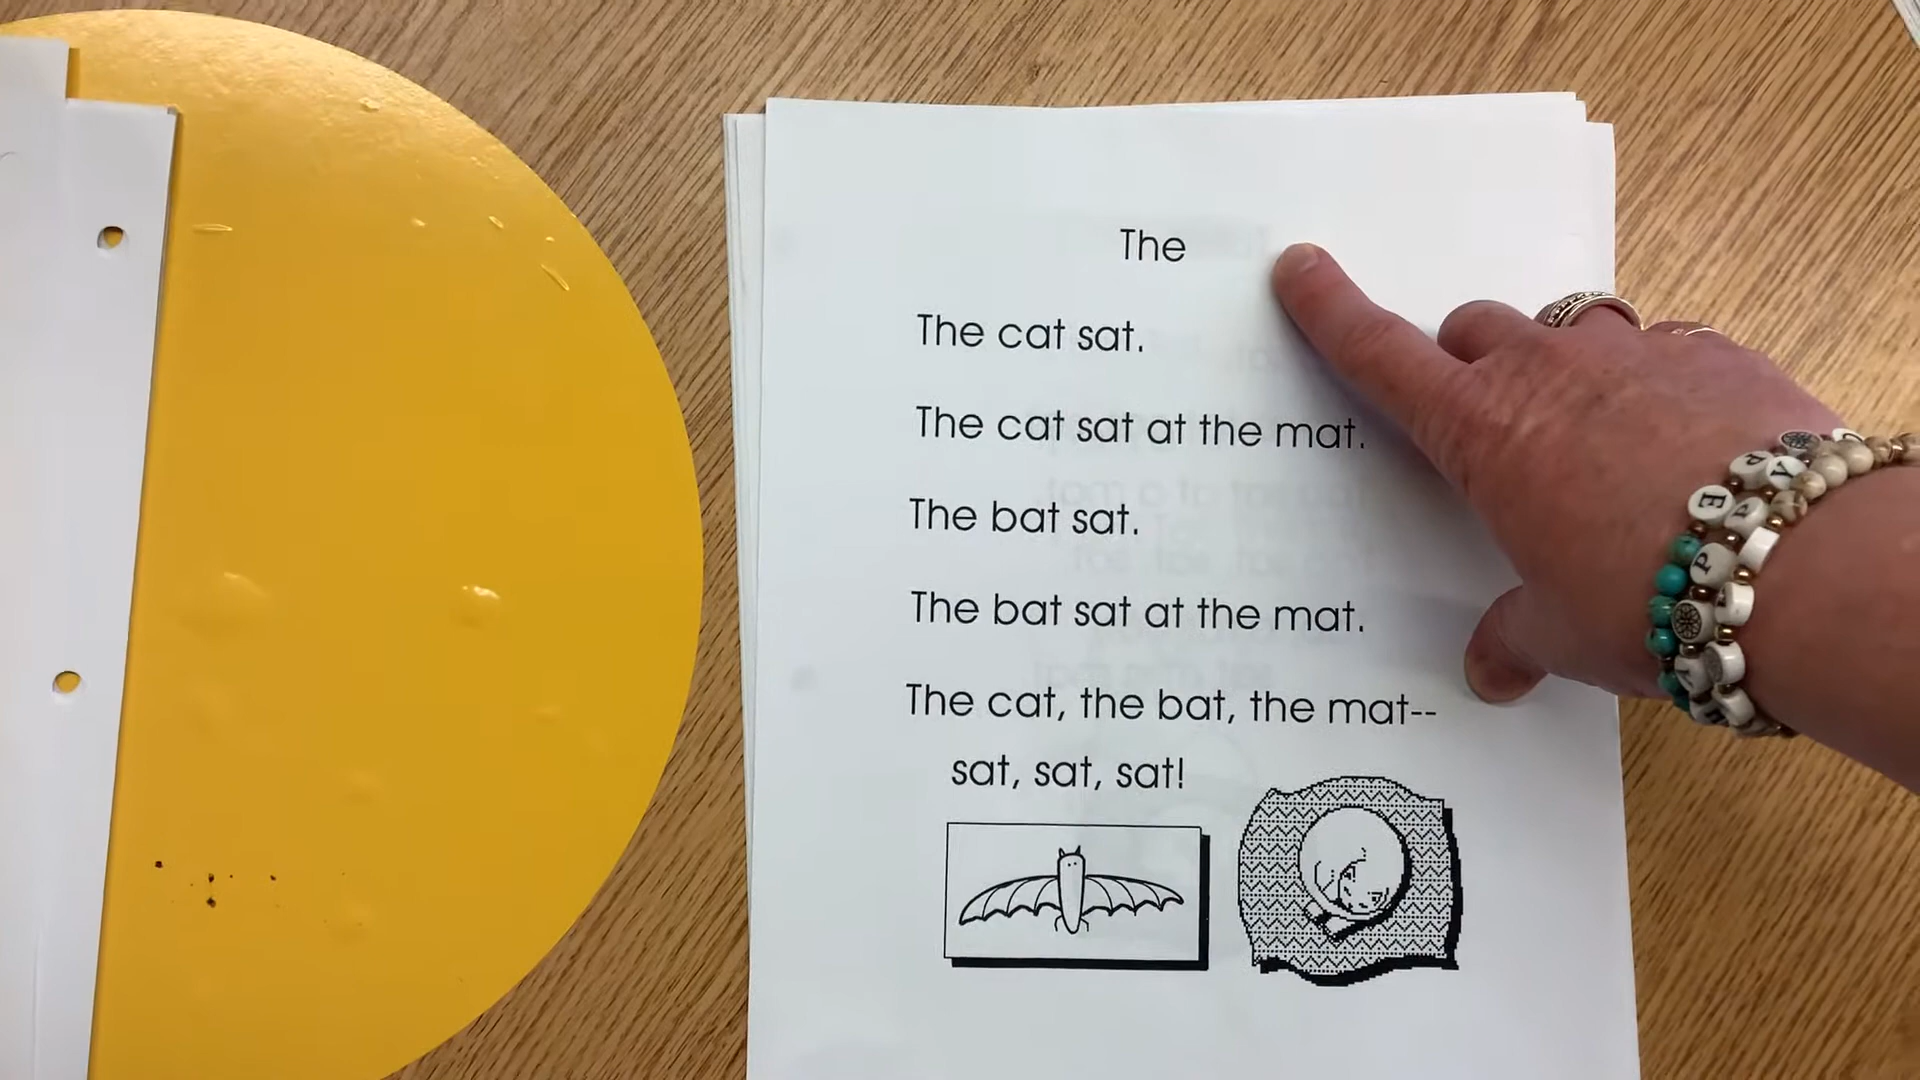 The
The cat sat.
The cat sat at the mat.
The bat sat.
The bat sat at the mat.
The cat, the bat, the mat--
sat, sat, sat!